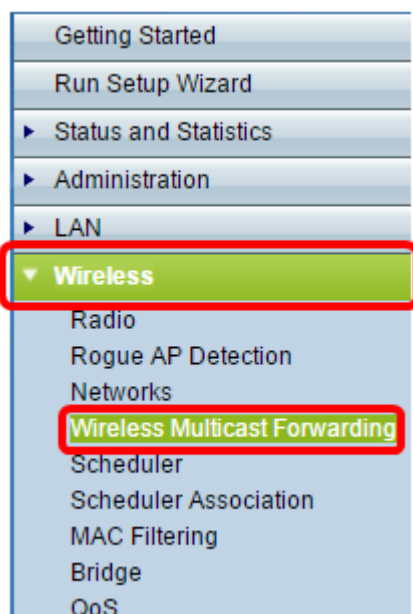 Getting Started
Run Setup Wizard
Status and Statistics
Administration
LAN
Wireless
Radio
Rogue AP Detection
Networks
Wireless Multicast Forwarding
Scheduler
Scheduler Association
MAC Filtering
Bridge
QoS